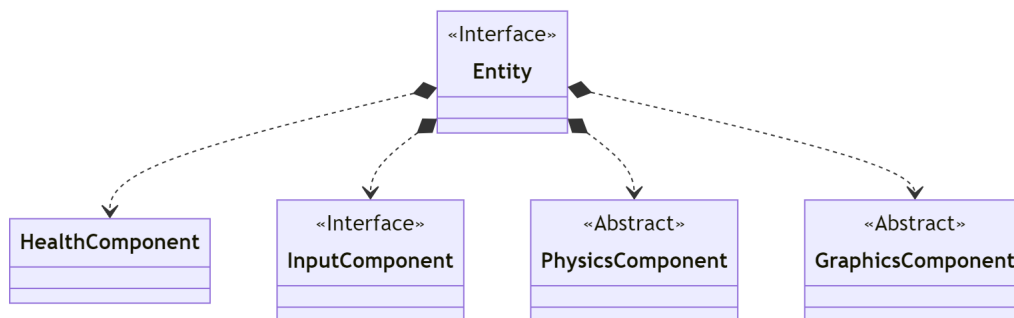 «Interface»
Entity
HealthComponent
«Interface»
InputComponent
«Abstract»
PhysicsComponent
«Abstract»
GraphicsComponent